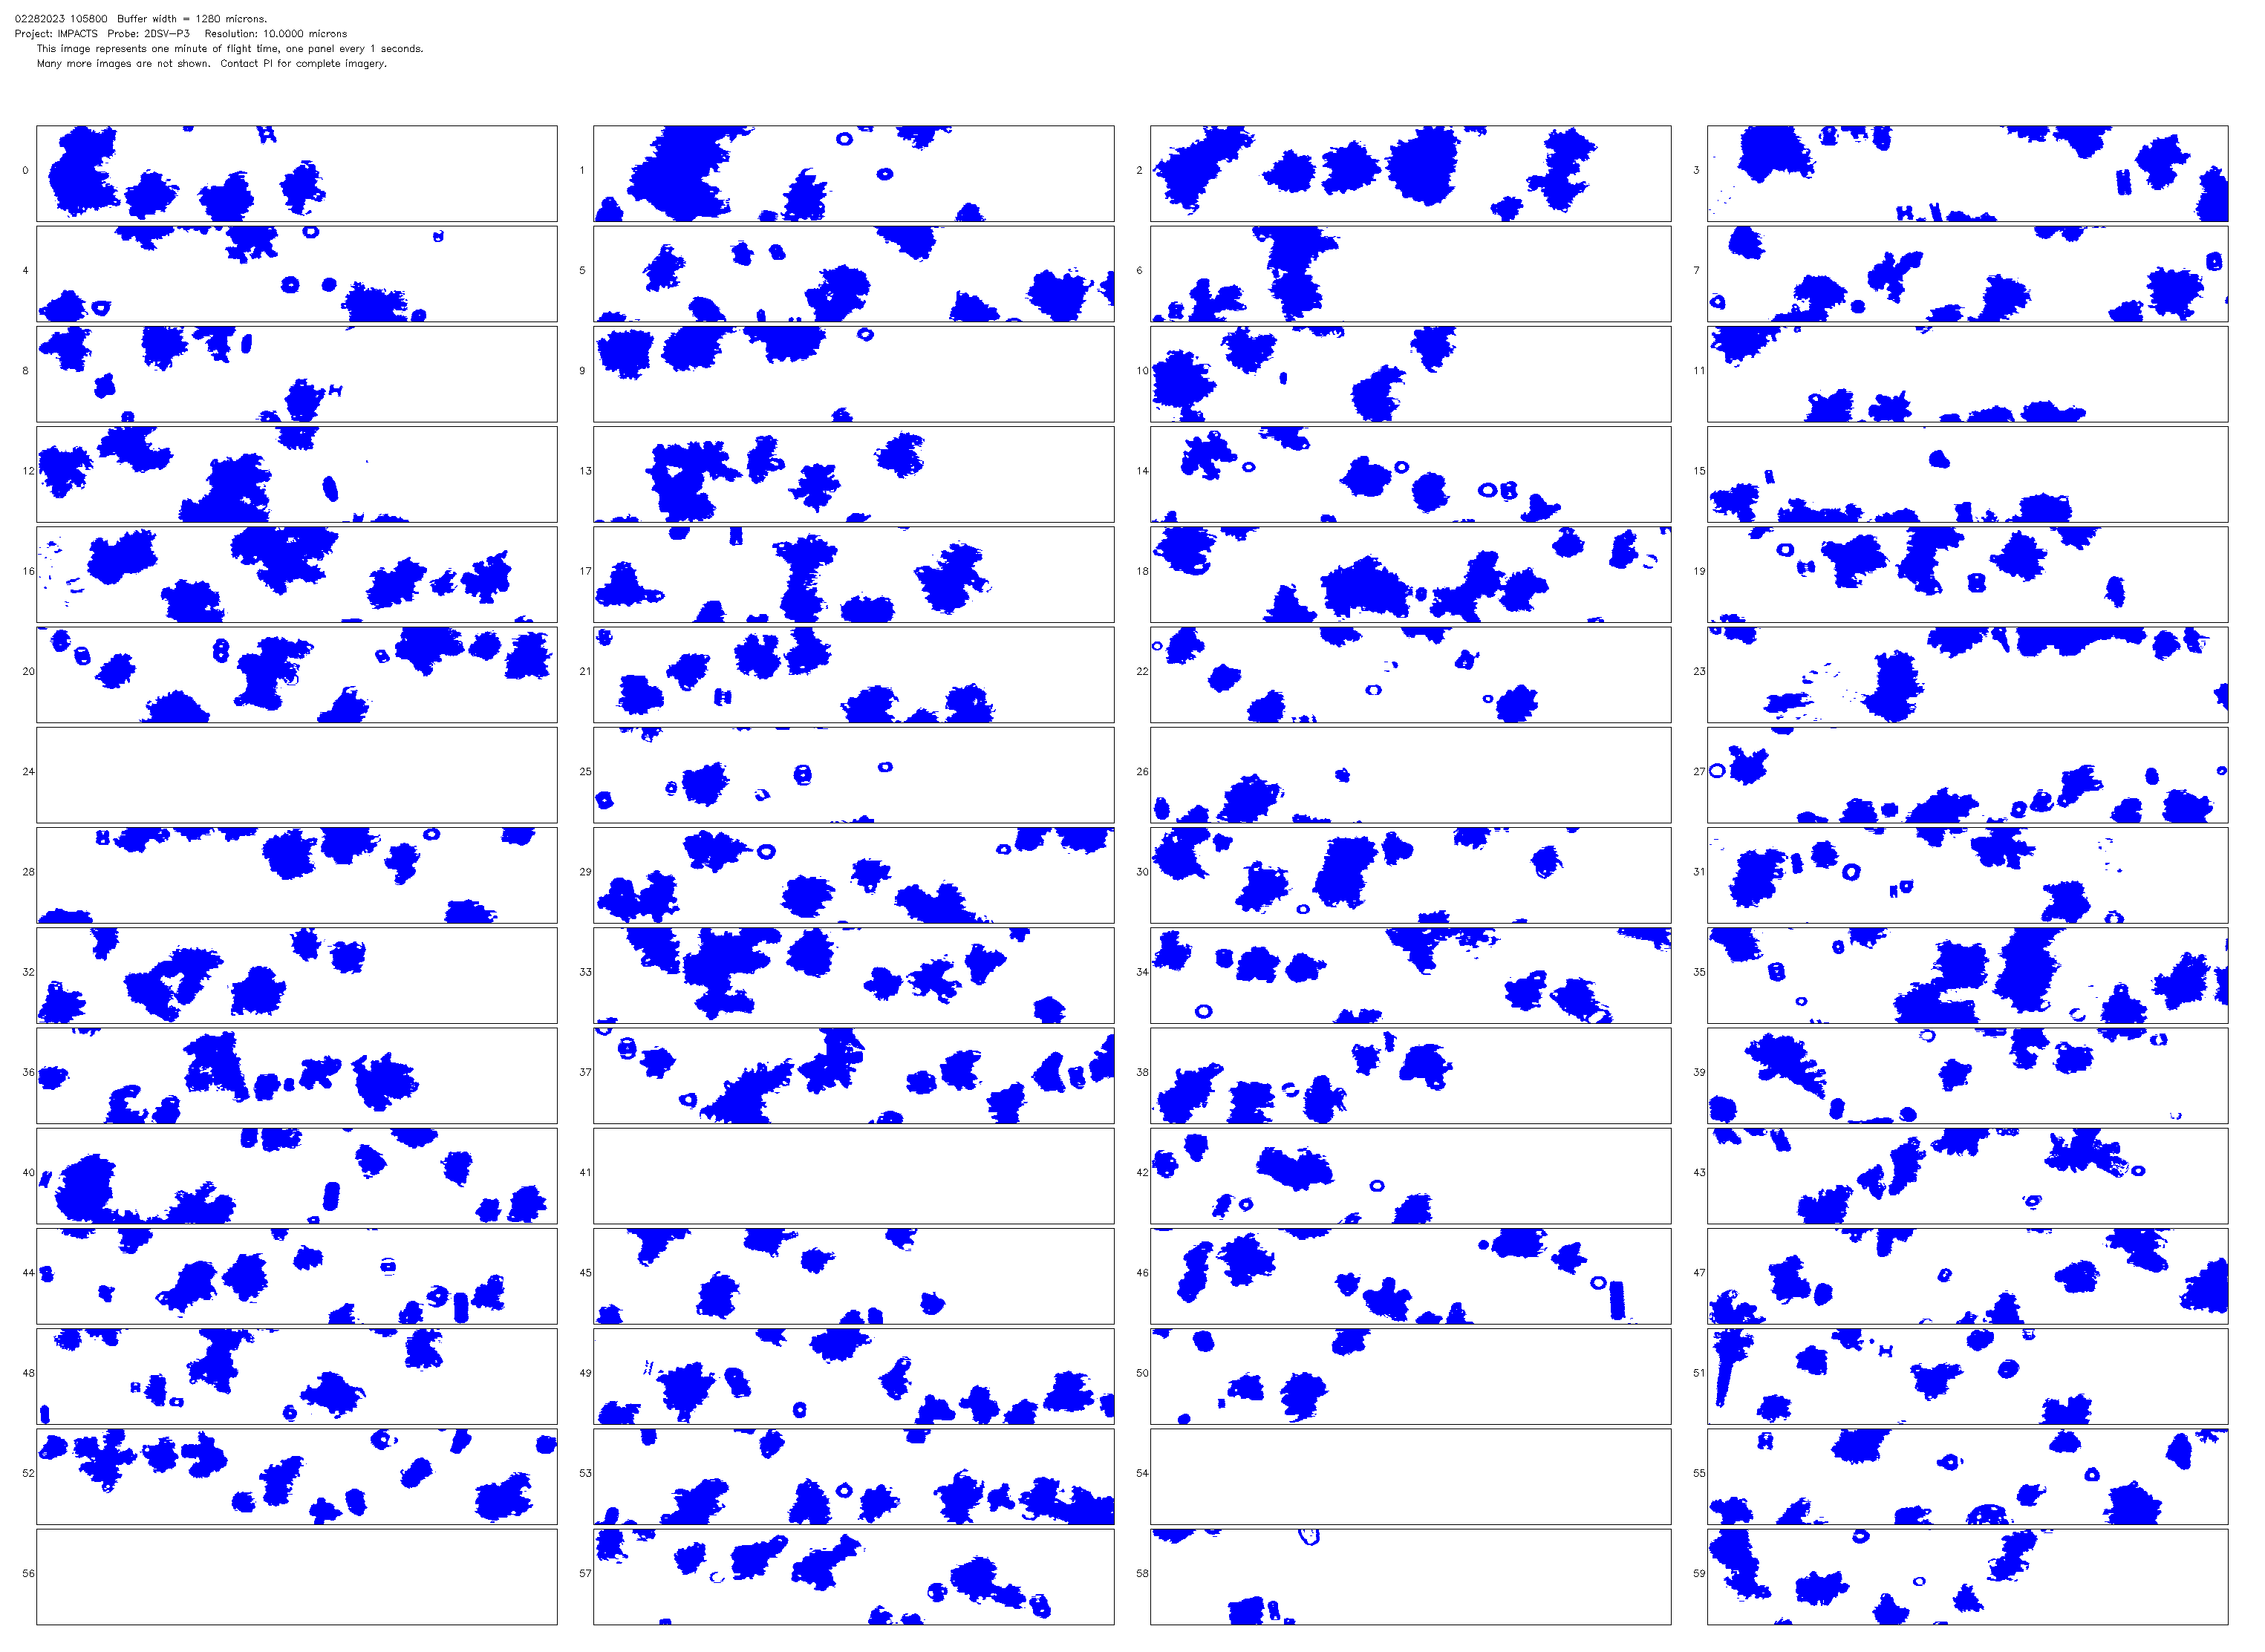 02282023 105800  Buffer width = 1280 microns.
Project: IMPACTS  Probe: 2DSV-P3    Resolution: 10.0000 microns
This image represents one minute of flight time, one panel every 1 seconds.
Many more images are not shown.  Contact PI for complete imagery.
0 1 2 3
4 5 6 7
8 9 10 11
12 13 14 15
16 17 18 19
20 21 22 23
24 25 26 27
28 29 30 31
32 33 34 35
36 37 38 39
40 41 42 43
44 45 46 47
48 49 50 51
52 53 54 55
56 57 58 59